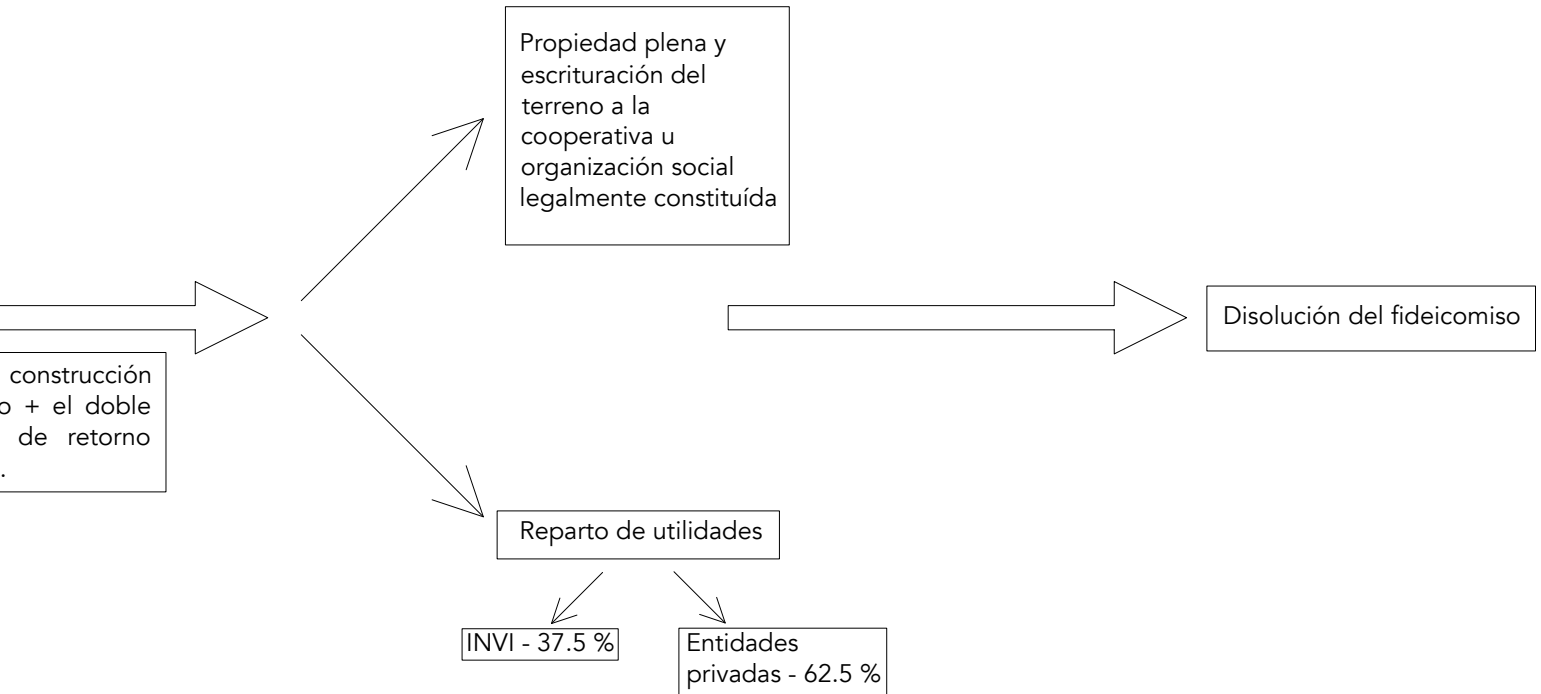 Propiedad plena y
escrituración del
terreno a la
cooperativa u
organización social
legalmente constituída
Disolución del fideicomiso
construcción
o + el doble
de retorno
.
Reparto de utilidades
INVI - 37.5 %
Entidades
privadas - 62.5 %